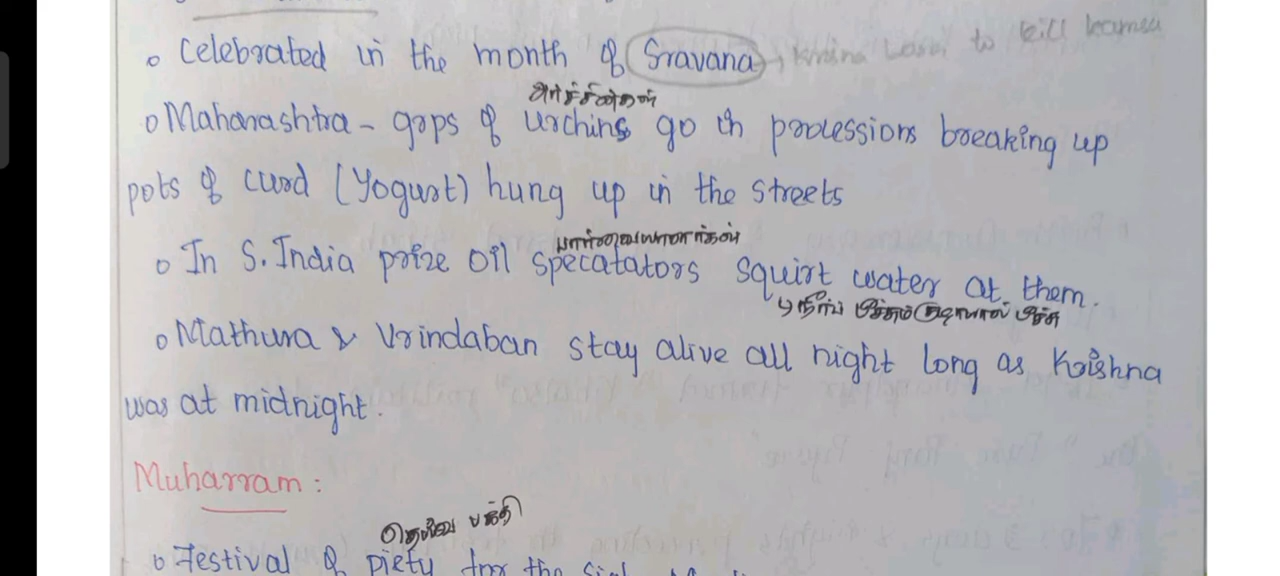 o Celebrated in the month of Sravana, to kill
அர்ச்சின்கள்
o Maharashtra - grps of urchins go in processions breaking up
pots of curd (Yogurt) hung up in the streets
பார்வையாளர்கள்
o In S. India prize oil specatators squirt water at them.
o Mathura & Vrindaban stay alive all night long as Krishna
was at midnight.
Muharram :
தெய்வ பக்தி
o Festival of piety for the